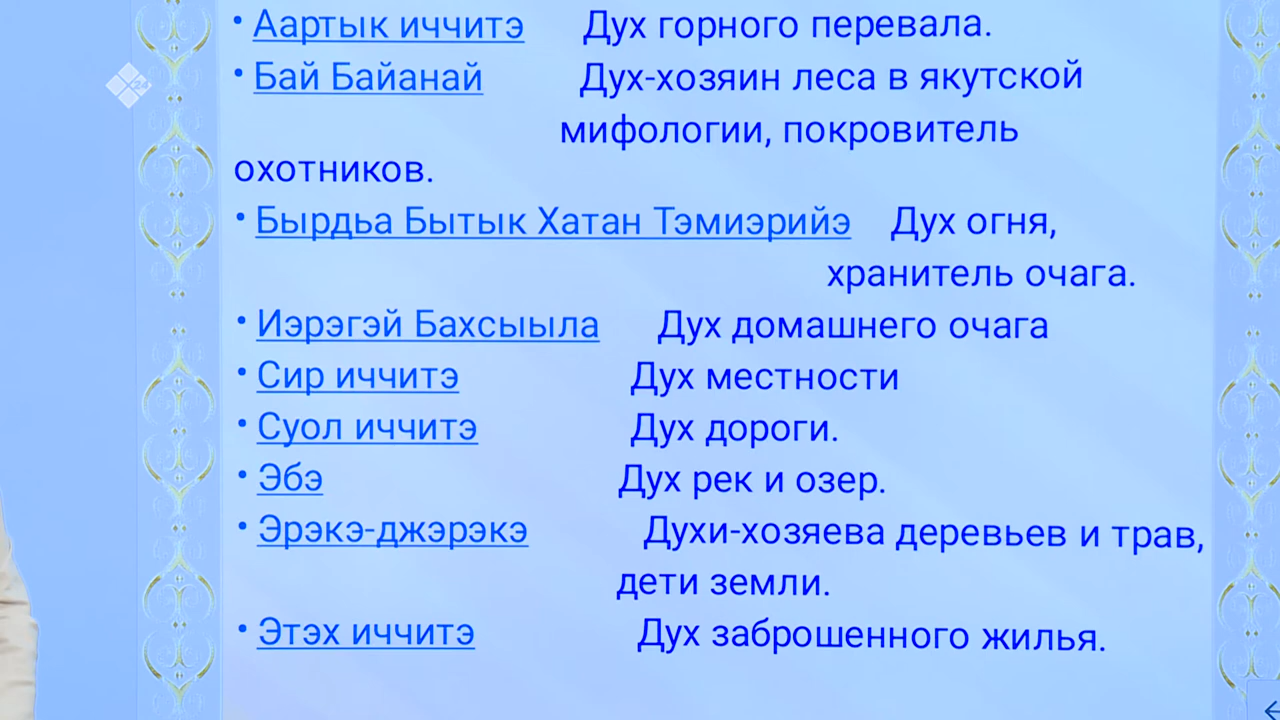 • Аартык иччитэ Дух горного перевала.
• Бай Байанай Дух-хозяин леса в якутской
мифологии, покровитель
охотников.
• Бырдьа Бытык Хатан Тэмиэрийэ Дух огня,
хранитель очага.
• Иэрэгэй Бахсыыла Дух домашнего очага
• Сир иччитэ Дух местности
• Суол иччитэ Дух дороги.
• Эбэ Дух рек и озер.
• Эрэкэ-джэрэкэ Духи-хозяева деревьев и трав,
дети земли.
• Этэх иччитэ Дух заброшенного жилья.
24